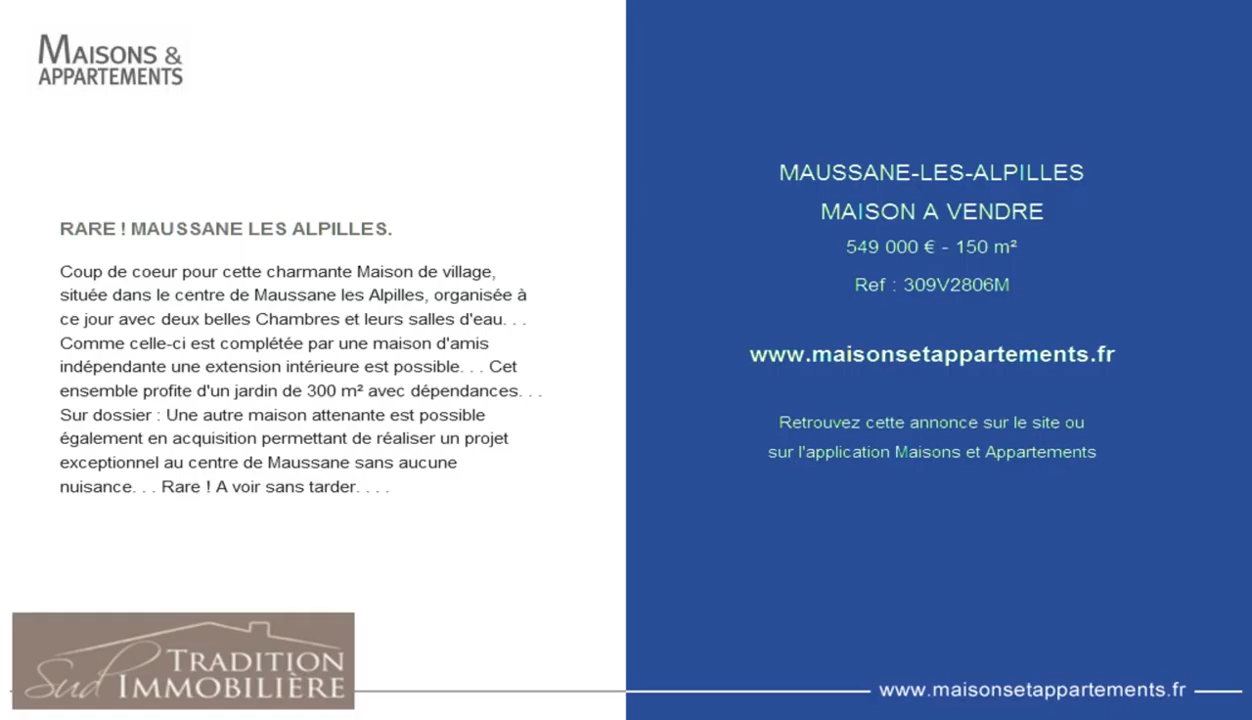 MAISONS &
APPARTEMENTS
RARE ! MAUSSANE LES ALPILLES.
Coup de coeur pour cette charmante Maison de village,
située dans le centre de Maussane les Alpilles, organisée à
ce jour avec deux belles Chambres et leurs salles d'eau. . .
Comme celle-ci est complétée par une maison d'amis
indépendante une extension intérieure est possible. . . Cet
ensemble profite d'un jardin de 300 m² avec dépendances. . .
Sur dossier : Une autre maison attenante est possible
également en acquisition permettant de réaliser un projet
exceptionnel au centre de Maussane sans aucune
nuisance. . . Rare ! A voir sans tarder. . . .
Sud TRADITION
IMMOBILIÈRE
MAUSSANE-LES-ALPILLES
MAISON A VENDRE
549 000 € - 150 m²
Ref : 309V2806M
www.maisonsetappartements.fr
Retrouvez cette annonce sur le site ou
sur l'application Maisons et Appartements
www.maisonsetappartements.fr